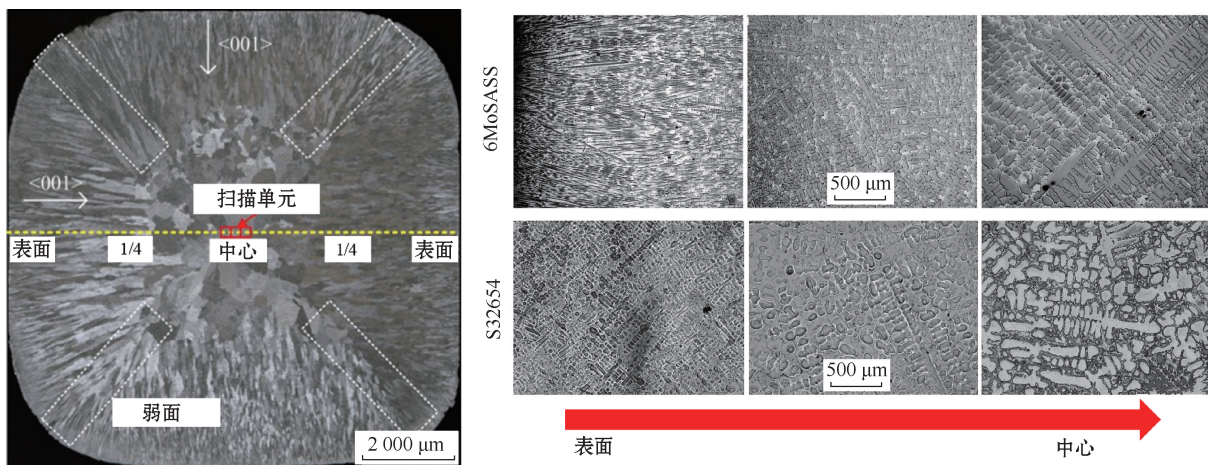 <001>
<001>
扫描单元
表面
1/4
中心
1/4
表面
弱面
2 000 μm
6MoSASS
500 μm
S32654
500 μm
表面
中心